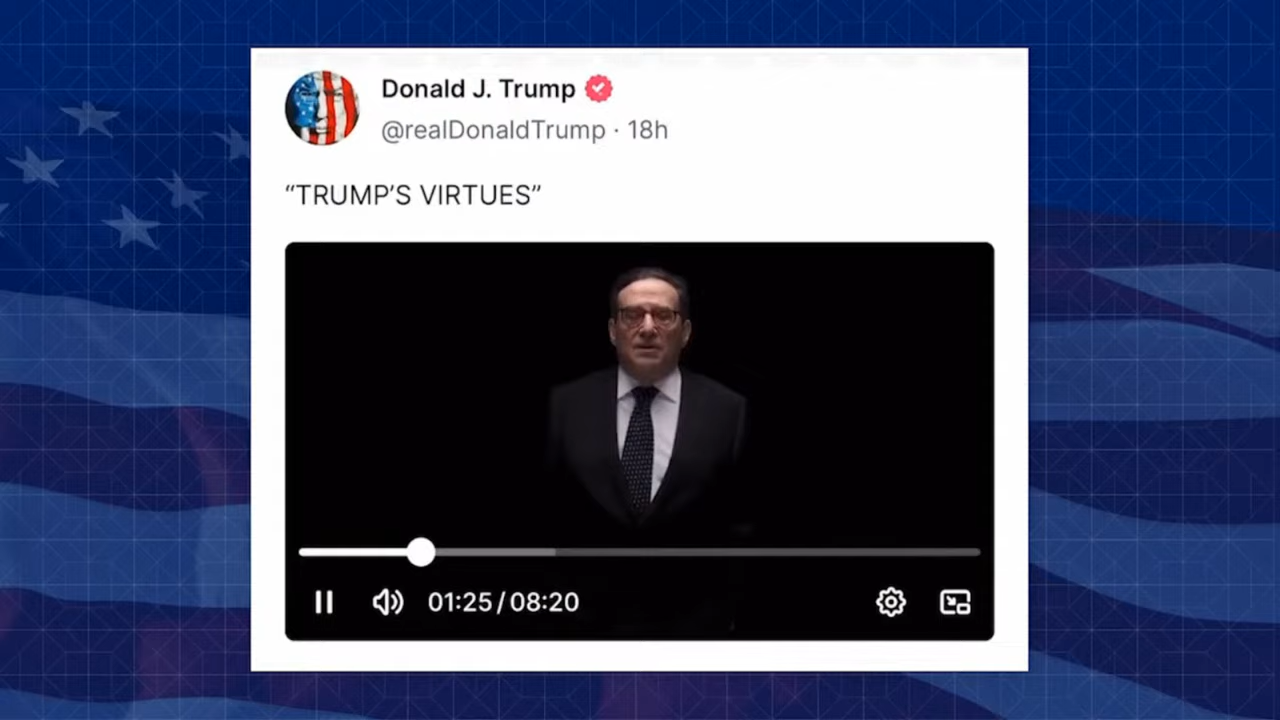 Donald J. Trump
@realDonaldTrump · 18h
“TRUMP’S VIRTUES”
01:25/08:20